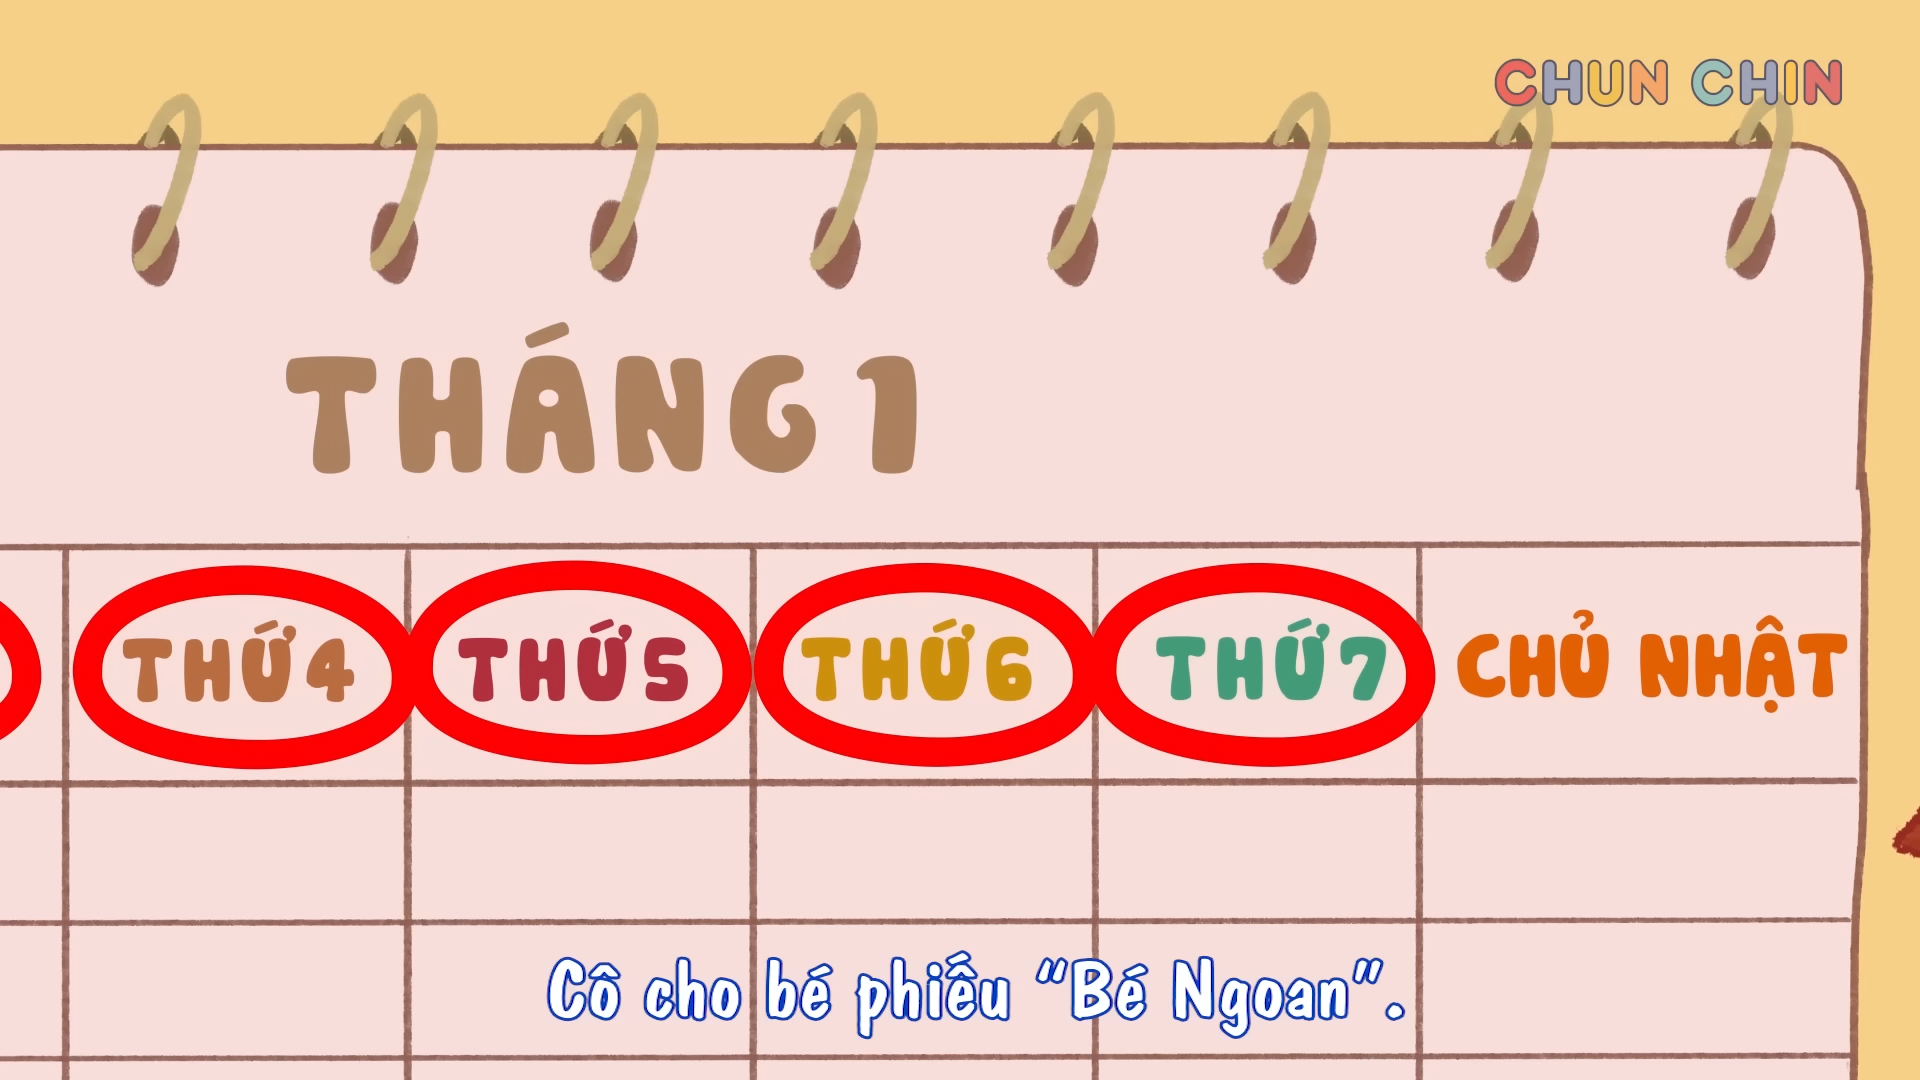 CHUN CHIN
THÁNG 1
THỨ 4 THỨ 5 THỨ 6 THỨ 7 CHỦ NHẬT
Cô cho bé phiếu “Bé Ngoan”.